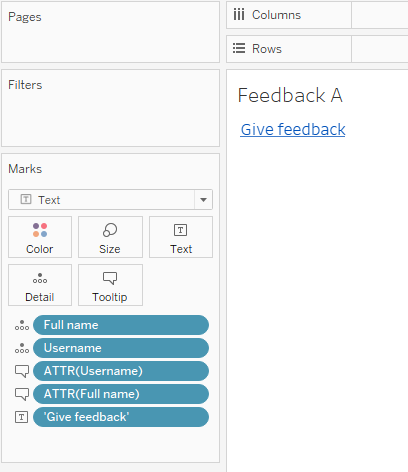 Pages
Columns
Rows
Filters
Feedback A
Give feedback
Marks
Text
Color
Size
Text
Detail
Tooltip
Full name
Username
ATTR(Username)
ATTR(Full name)
'Give feedback'